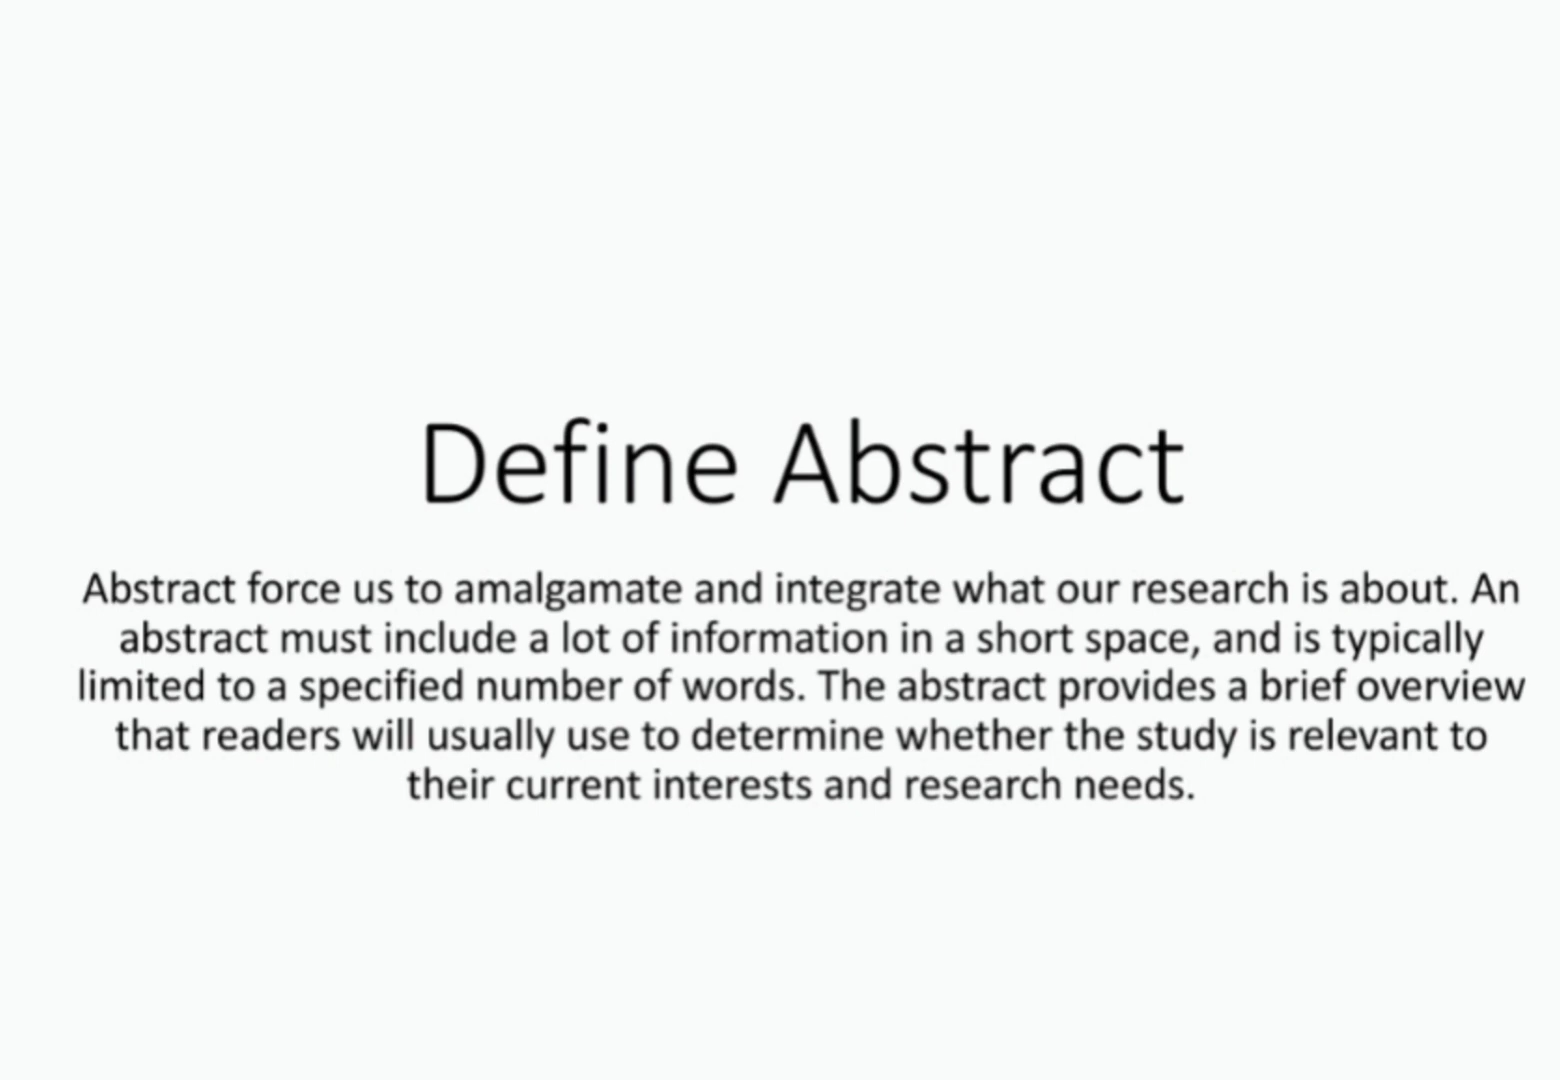 Define Abstract
Abstract force us to amalgamate and integrate what our research is about. An
abstract must include a lot of information in a short space, and is typically
limited to a specified number of words. The abstract provides a brief overview
that readers will usually use to determine whether the study is relevant to
their current interests and research needs.